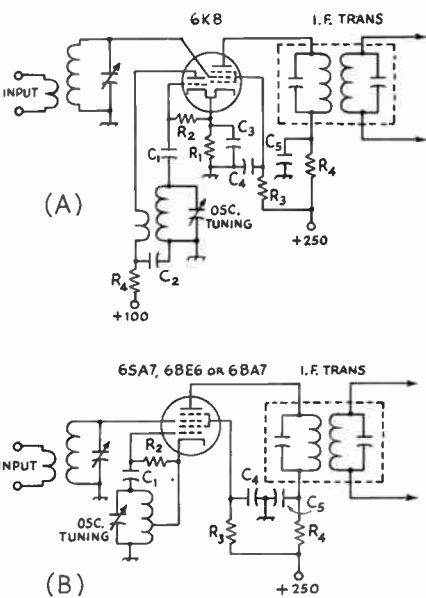 6K8
I.F. TRANS
INPUT
R2
C1
R1
C3
C4
C5
R4
R3
(A)
OSC.
TUNING
+250
C2
R4
+100
6SA7, 6BE6 OR 6BA7
I.F. TRANS
INPUT
R2
C1
C4
C5
OSC.
TUNING
R3
R4
+250
(B)